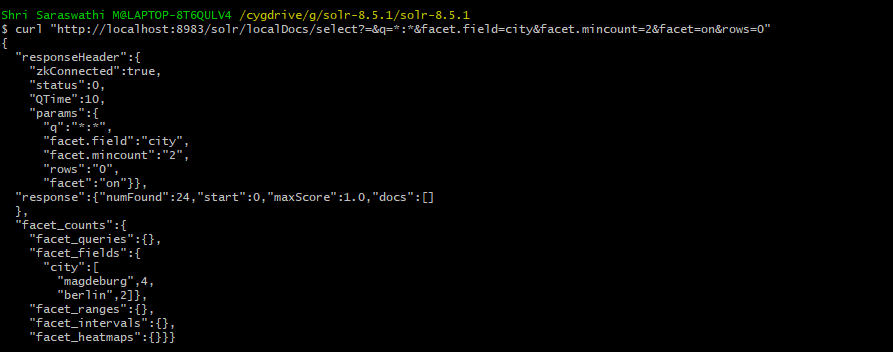 Shri Saraswathi M@LAPTOP-8T6QULV4 /cygdrive/g/solr-8.5.1/solr-8.5.1
$ curl "http://localhost:8983/solr/localDocs/select?=&q=*:*&facet.field=city&facet.mincount=2&facet=on&rows=0"
{
  "responseHeader":{
    "zkConnected":true,
    "status":0,
    "QTime":10,
    "params":{
      "q":"*:*",
      "facet.field":"city",
      "facet.mincount":"2",
      "rows":"0",
      "facet":"on"}},
  "response":{"numFound":24,"start":0,"maxScore":1.0,"docs":[]
  },
  "facet_counts":{
    "facet_queries":{},
    "facet_fields":{
      "city":[
        "magdeburg",4,
        "berlin",2]},
    "facet_ranges":{},
    "facet_intervals":{},
    "facet_heatmaps":{}}}